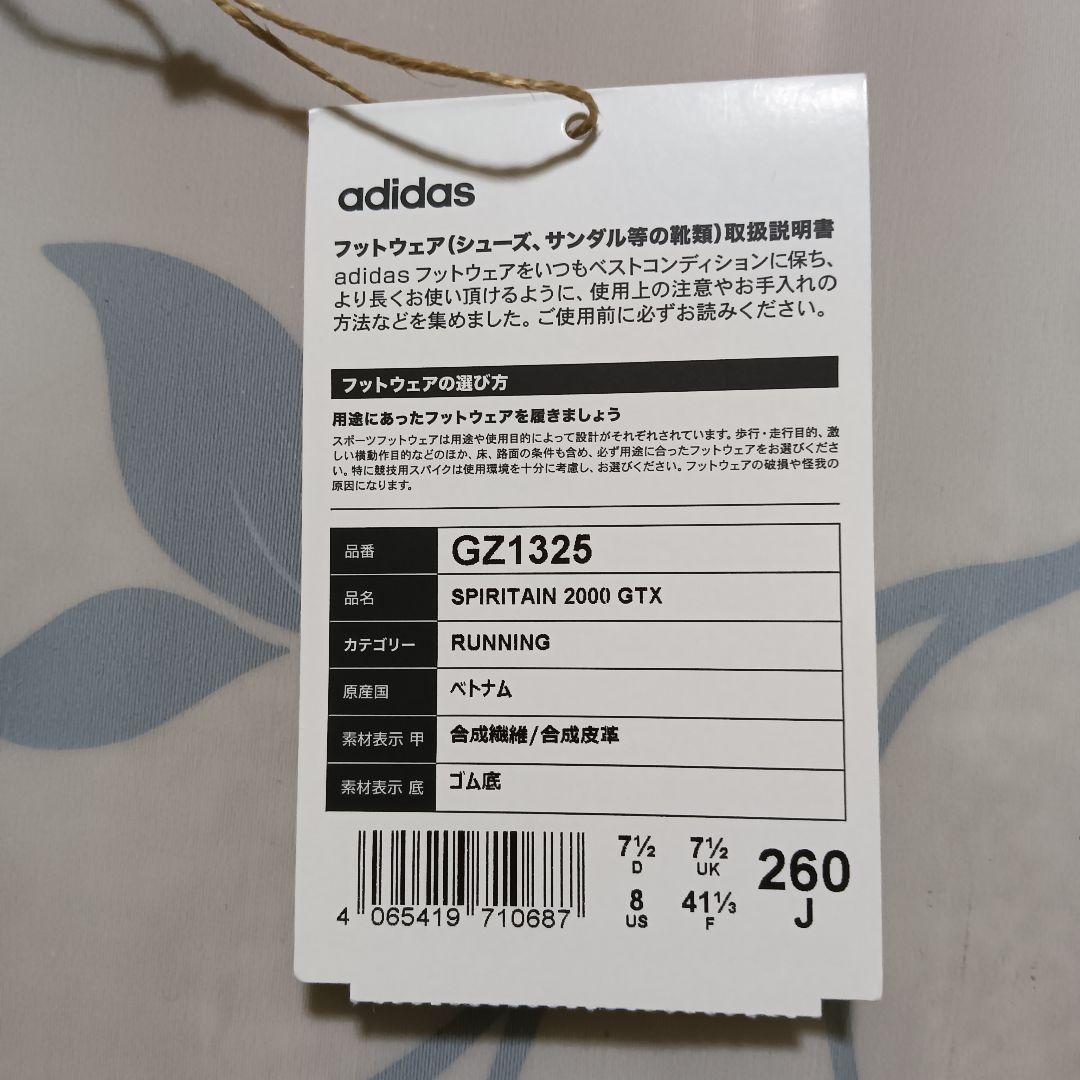 adidas
フットウェア(シューズ、サンダル等の靴類)取扱説明書
adidas フットウェアをいつもベストコンディションに保ち、
より長くお使い頂けるように、使用上の注意やお手入れの
方法などを集めました。ご使用前に必ずお読みください。
フットウェアの選び方
用途にあったフットウェアを履きましょう
スポーツフットウェアは用途や使用目的によって設計がそれぞれされています。歩行・走行目的、激
しい横動作目的などのほか、床、路面の条件も含め、必ず用途に合ったフットウェアをお選びくださ
い。特に競技用スパイクは使用環境を十分に考慮し、お選びください。フットウェアの破損や怪我の
原因になります。
品番 GZ1325
品名 SPIRITAIN 2000 GTX
カテゴリー RUNNING
原産国 ベトナム
素材表示 甲 合成繊維/合成皮革
素材表示 底 ゴム底
7½ 7½ 260
D UK J
8 41⅓
US F
4 065419 710687